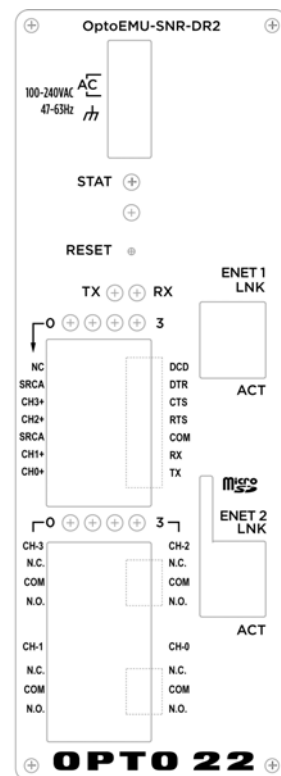 OptoEMU-SNR-DR2
AC
100-240VAC
47-63Hz
STAT
RESET
TX RX
ENET 1
LNK
ACT
0 3
NC DCD
SRCA DTR
CH3+ CTS
CH2+ RTS
SRCA COM
CH1+ RX
CH0+ TX
Micro SD
ENET 2
LNK
ACT
0 3
CH-3 CH-2
N.C. N.C.
COM COM
N.O. N.O.
CH-1 CH-0
N.C. N.C.
COM COM
N.O. N.O.
OPTO 22